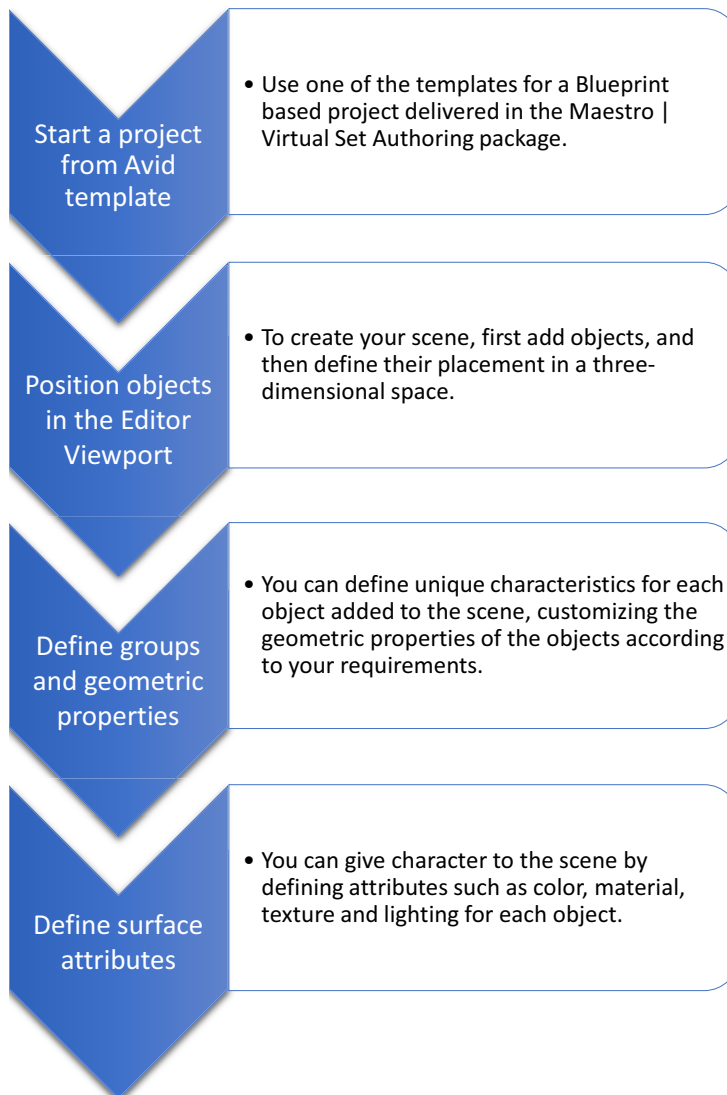 Start a project
from Avid
template
• Use one of the templates for a Blueprint
based project delivered in the Maestro |
Virtual Set Authoring package.
Position objects
in the Editor
Viewport
• To create your scene, first add objects, and
then define their placement in a three-
dimensional space.
Define groups
and geometric
properties
• You can define unique characteristics for each
object added to the scene, customizing the
geometric properties of the objects according
to your requirements.
Define surface
attributes
• You can give character to the scene by
defining attributes such as color, material,
texture and lighting for each object.